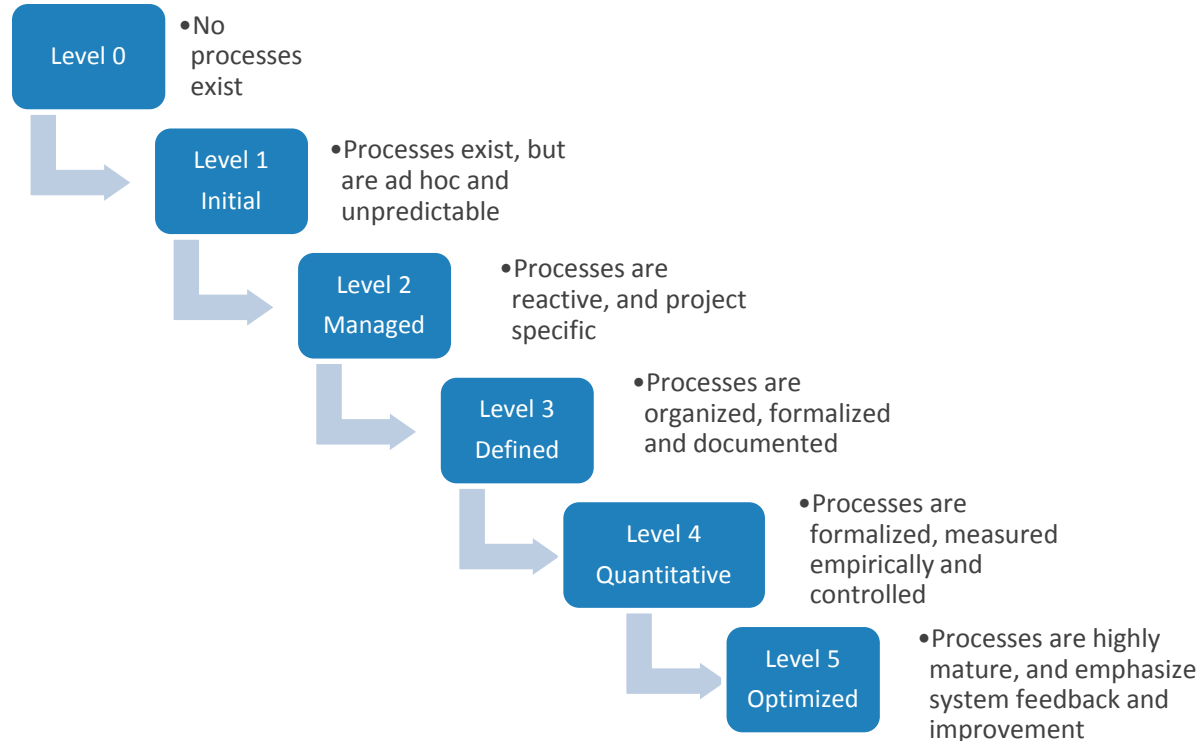 Level 0
•No
processes
exist
Level 1
Initial
•Processes exist, but
are ad hoc and
unpredictable
Level 2
Managed
•Processes are
reactive, and project
specific
Level 3
Defined
•Processes are
organized, formalized
and documented
Level 4
Quantitative
•Processes are
formalized, measured
empirically and
controlled
Level 5
Optimized
•Processes are highly
mature, and emphasize
system feedback and
improvement